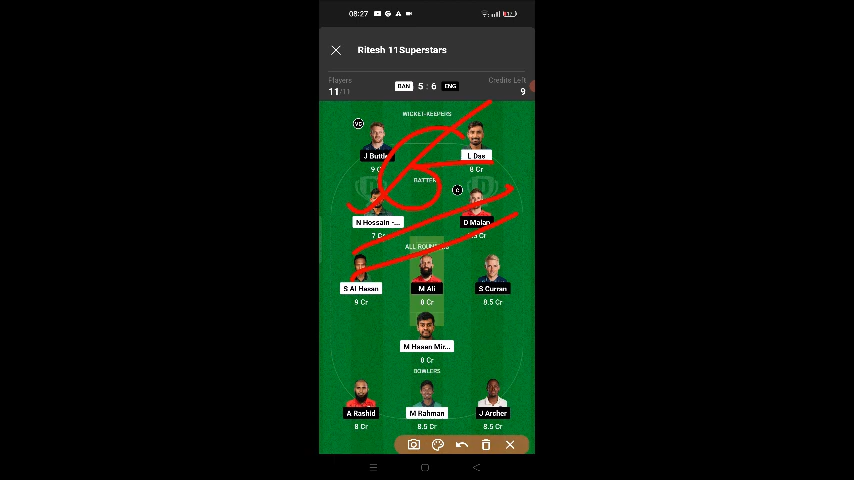 08:27
Ritesh 11Superstars
Players
Credits Left
11/11
BAN 5 : 6 ENG
9
WICKET-KEEPERS
VC
J Buttl
L Das
9 C
8 Cr
BATTER
C
N Hossain -...
D Malan
7 C
Cr
ALL ROUN
S Al Hasan
M Ali
S Curran
9 Cr
8 Cr
8.5 Cr
M Hasan Mir...
8 Cr
BOWLERS
A Rashid
M Rahman
J Archer
8 Cr
8.5 Cr
8.5 Cr